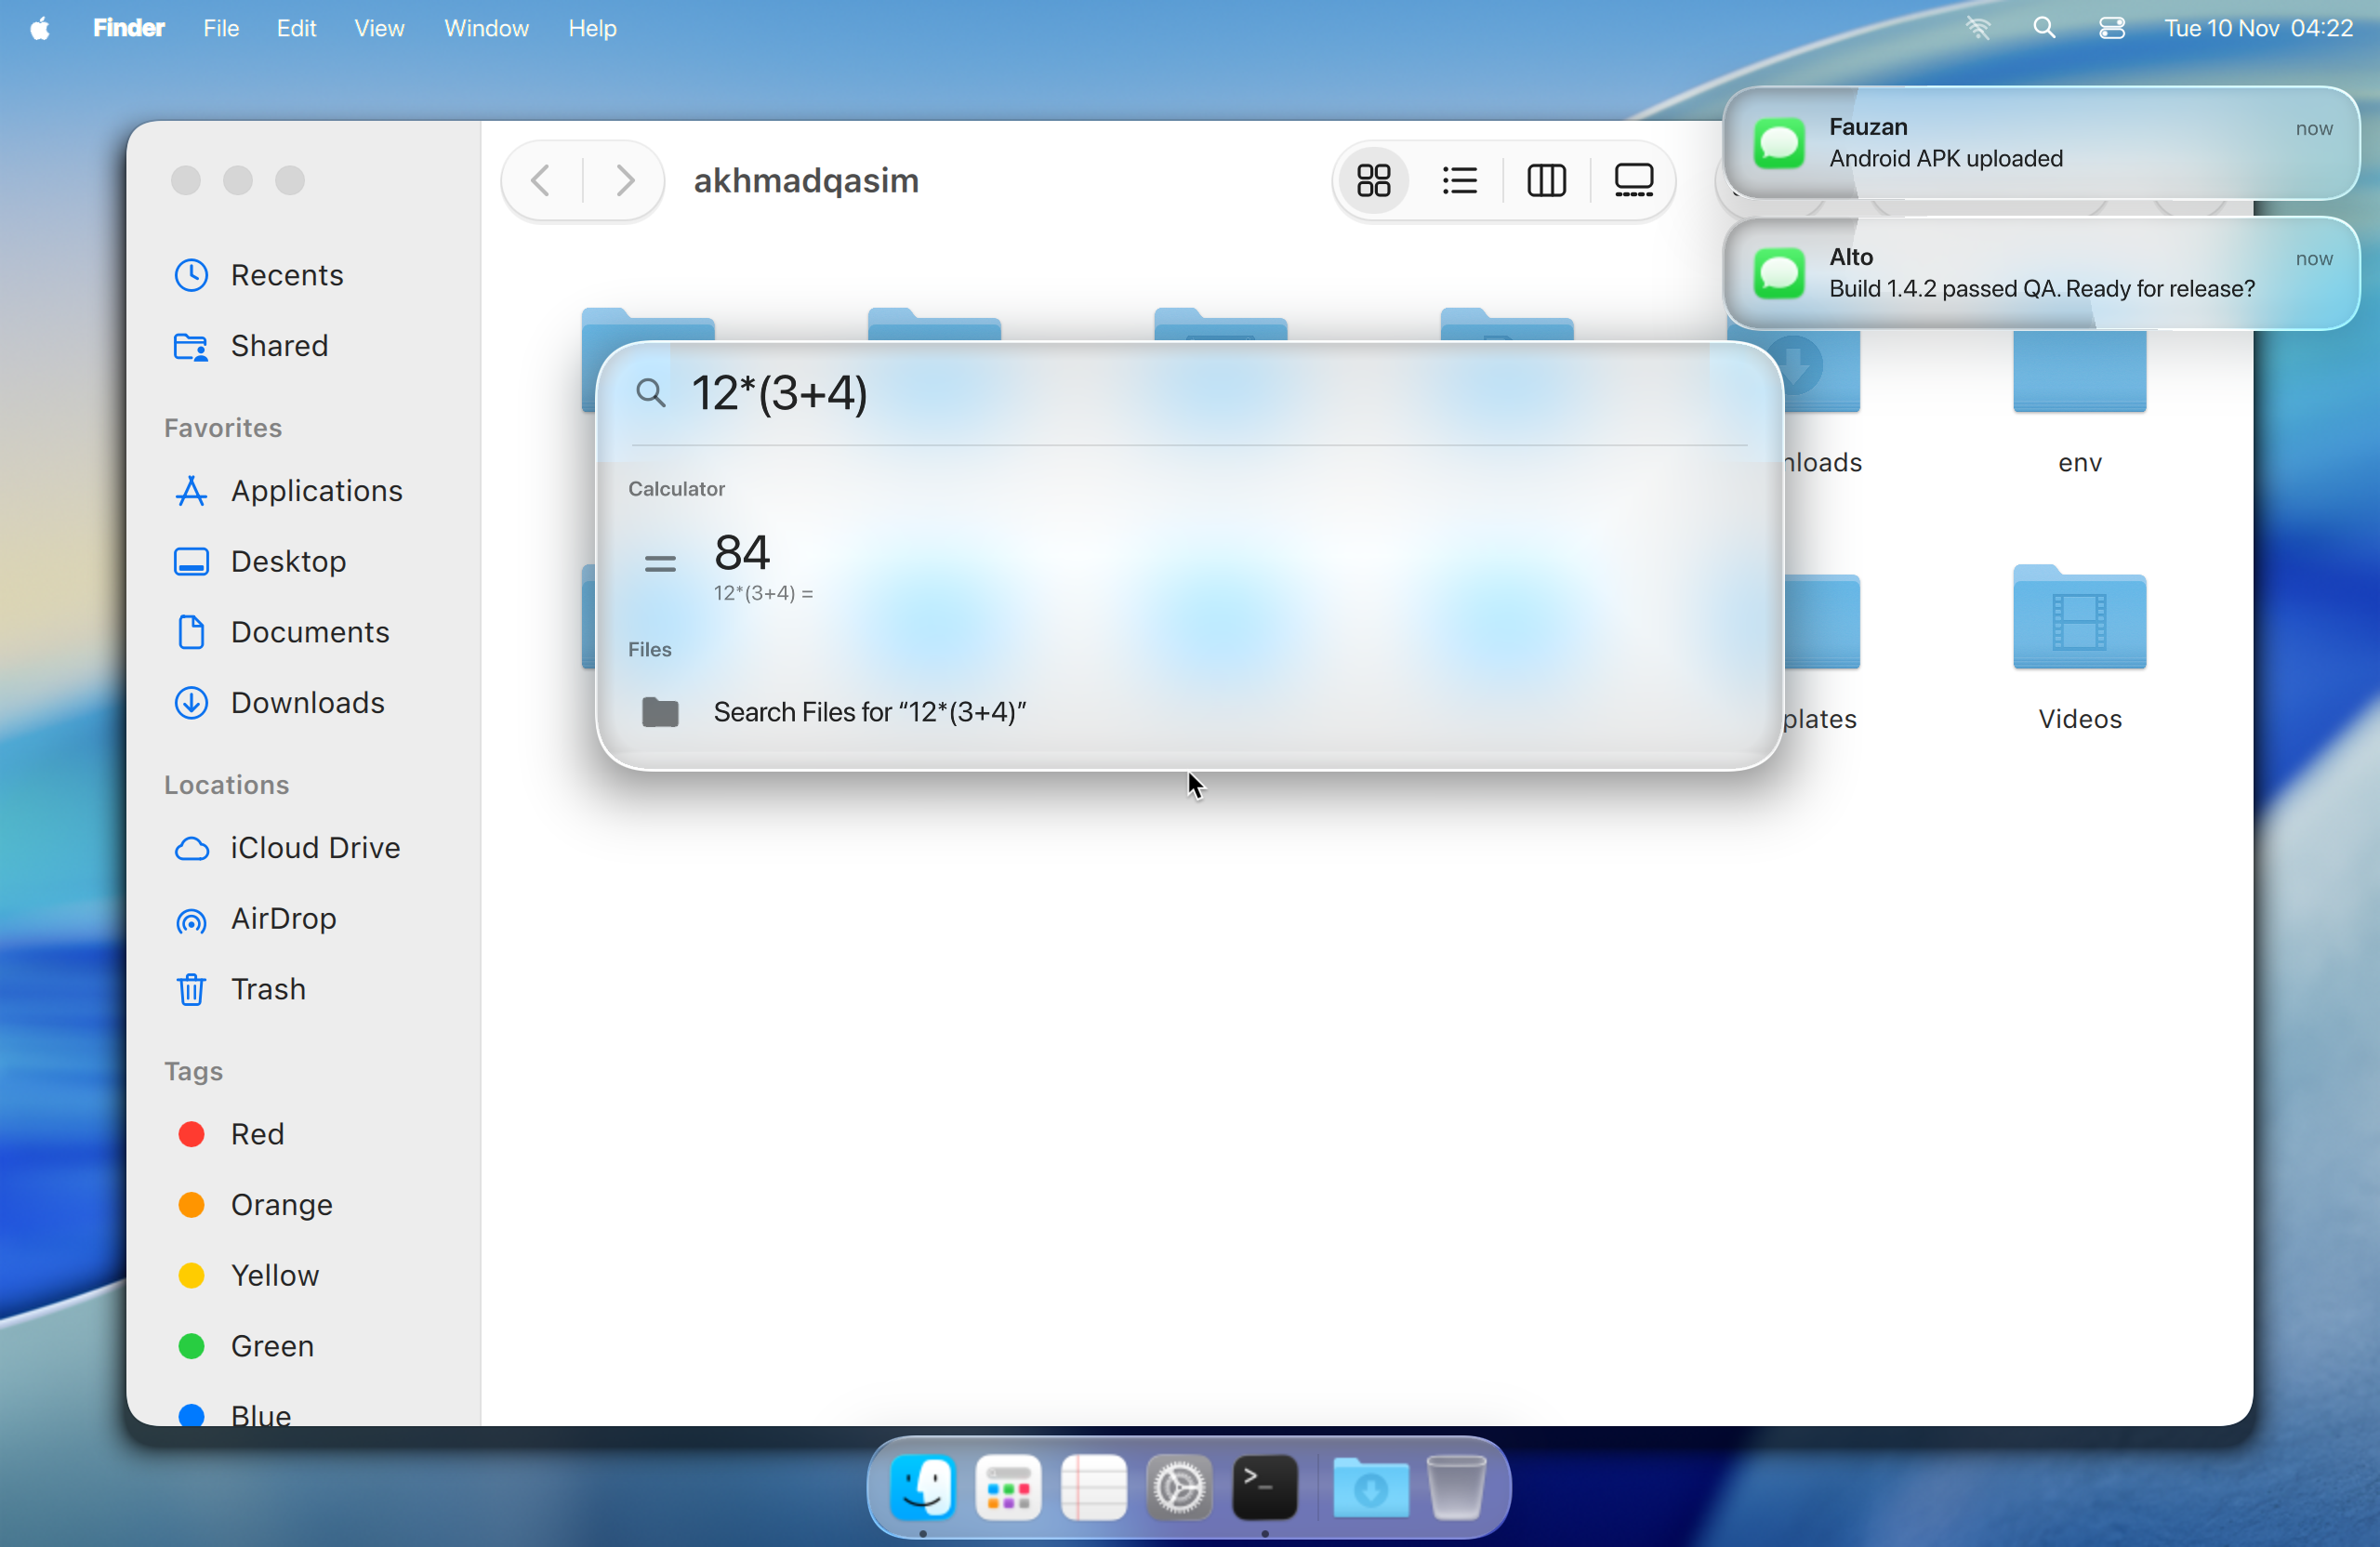 Finder File Edit View Window Help
Tue 10 Nov 04:22
Fauzan
now
Android APK uploaded
Alto
now
Build 1.4.2 passed QA. Ready for release?
akhmadqasim
Recents
Shared
Favorites
Applications
Desktop
Documents
Downloads
Locations
iCloud Drive
AirDrop
Trash
Tags
Red
Orange
Yellow
Green
Blue
12*(3+4)
Calculator
=
84
12*(3+4) =
Files
Search Files for “12*(3+4)”
nloads
env
plates
Videos
>_